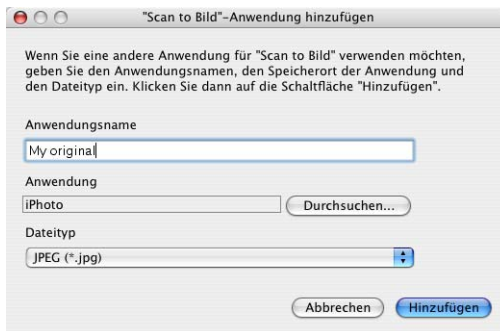 "Scan to Bild"-Anwendung hinzufügen
Wenn Sie eine andere Anwendung für "Scan to Bild" verwenden möchten,
geben Sie den Anwendungsnamen, den Speicherort der Anwendung und
den Dateityp ein. Klicken Sie dann auf die Schaltfläche "Hinzufügen".
Anwendungsname
My original
Anwendung
iPhoto
Durchsuchen...
Dateityp
JPEG (*.jpg)
Abbrechen
Hinzufügen